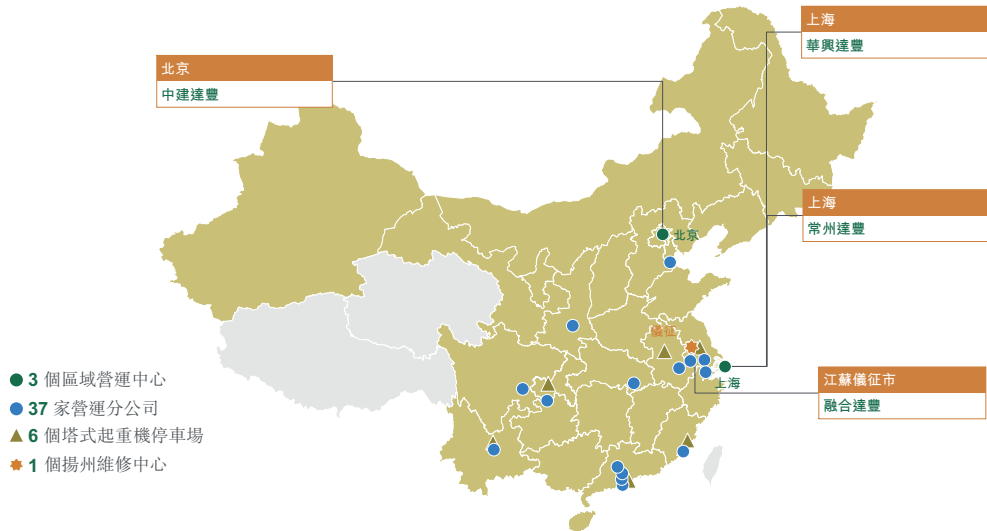 上海
華興達豐
北京
中建達豐
上海
常州達豐
北京
儀征
上海
江蘇儀征市
融合達豐
3 個區域營運中心
37 家營運分公司
6 個塔式起重機停車場
1 個揚州維修中心